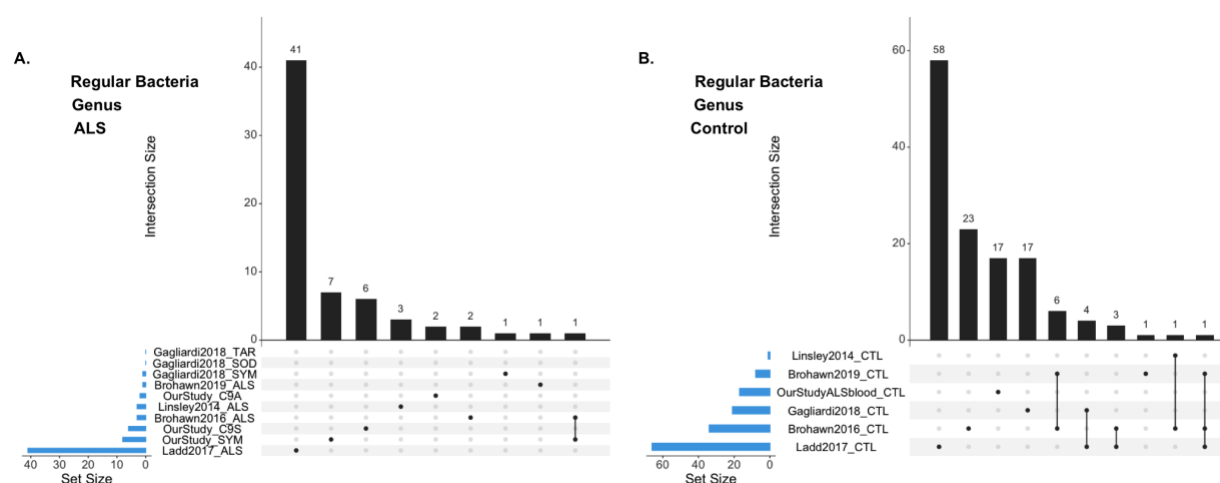 A.
Regular Bacteria
Genus
ALS
Intersection Size
41
7
6
3
2
2
1
1
1
40
30
20
10
0
Gagliardi2018_TAR
Gagliardi2018_SOD
Gagliardi2018_SYM
Brohawn2019_ALS
OurStudy_C9A
Linsley2014_ALS
Brohawn2016_ALS
OurStudy_C9S
OurStudy_SYM
Ladd2017_ALS
40 30 20 10 0
Set Size
B.
Regular Bacteria
Genus
Control
Intersection Size
58
23
17
17
6
4
3
1
1
1
60
40
20
0
Linsley2014_CTL
Brohawn2019_CTL
OurStudyALSblood_CTL
Gagliardi2018_CTL
Brohawn2016_CTL
Ladd2017_CTL
60 40 20 0
Set Size